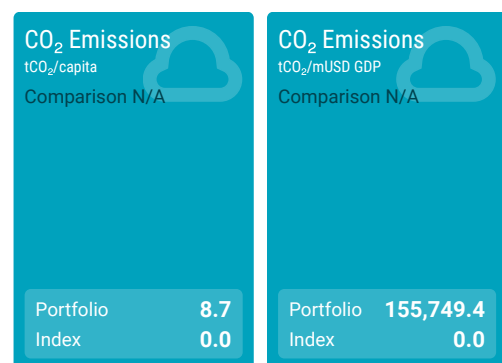 CO₂ Emissions
tCO₂/capita
Comparison N/A
Portfolio 8.7
Index 0.0
CO₂ Emissions
tCO₂/mUSD GDP
Comparison N/A
Portfolio 155,749.4
Index 0.0